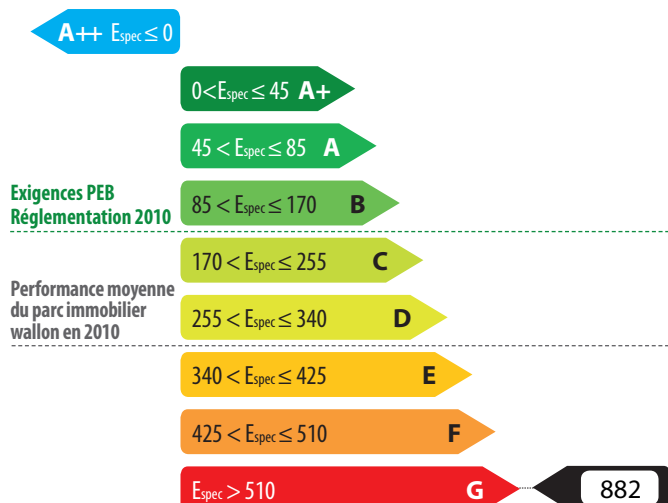 A++ Espec ≤ 0
0<Espec ≤ 45 A+
45 < Espec ≤ 85 A
Exigences PEB
Réglementation 2010
85 < Espec ≤ 170 B
170 < Espec ≤ 255 C
Performance moyenne
du parc immobilier
wallon en 2010
255 < Espec ≤ 340 D
340 < Espec ≤ 425 E
425 < Espec ≤ 510 F
Espec > 510 G
882